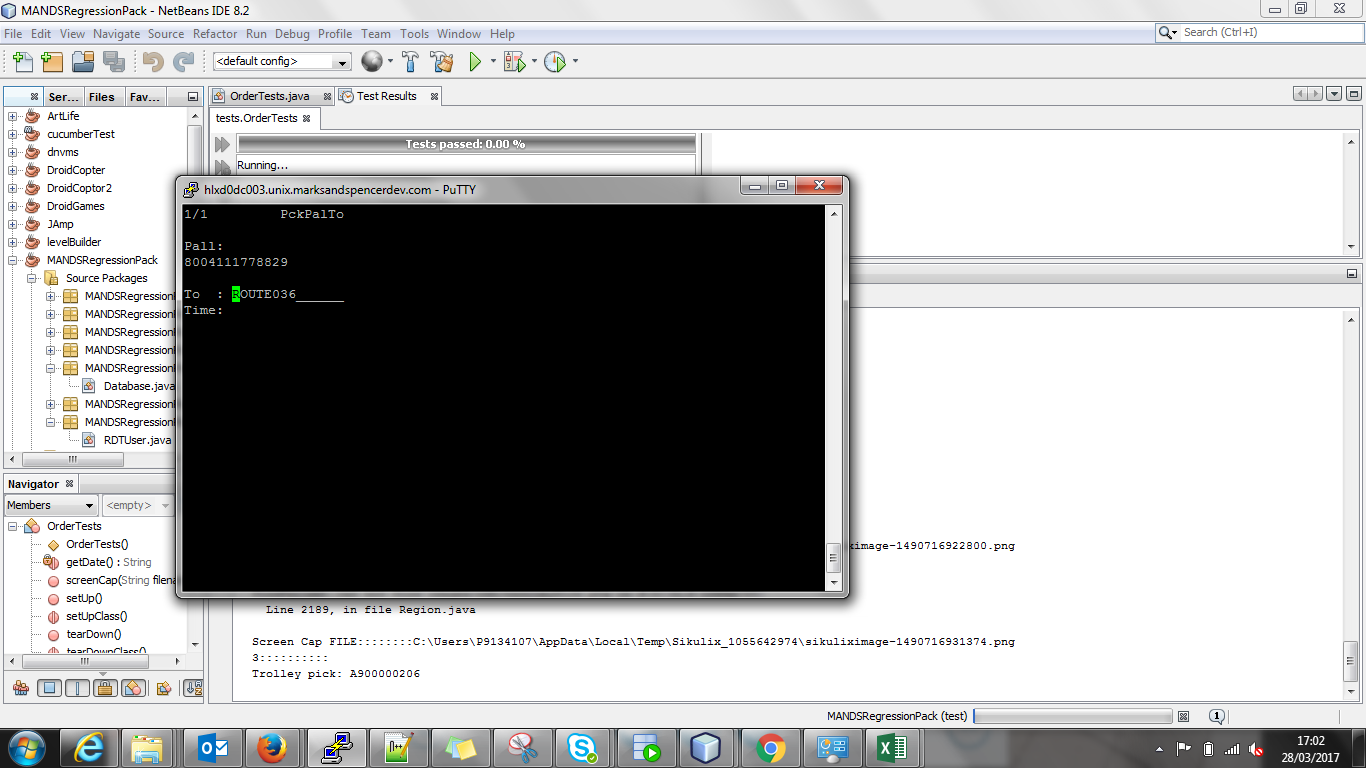 MANDSRegressionPack - NetBeans IDE 8.2
File Edit View Navigate Source Refactor Run Debug Profile Team Tools Window Help
Search (Ctrl+I)
<default config>
Ser... Files Fav...
ArtLife
cucumberTest
dnvms
DroidCopter
DroidCoptor2
DroidGames
JAmp
levelBuilder
MANDSRegressionPack
Source Packages
MANDSRegression
MANDSRegression
MANDSRegression
MANDSRegression
MANDSRegression
Database.java
MANDSRegression
MANDSRegression
RDTUser.java
Navigator
Members
<empty>
OrderTests
OrderTests()
getDate() : String
screenCap(String filena
setUp()
setUpClass()
tearDown()
tearDownClass()
OrderTests.java
Test Results
tests.OrderTests
Tests passed: 0.00 %
Running...
hlxd0dc003.unix.marksandspencerdev.com - PuTTY
1/1 PckPalTo
Pall:
8004111778829
To : ROUTE036______
Time:
image-1490716922800.png
Line 2189, in file Region.java
Screen Cap FILE::::::::C:\Users\P9134107\AppData\Local\Temp\Sikulix_1055642974\sikuliximage-1490716931374.png
3::::::::::
Trolley pick: A900000206
MANDSRegressionPack (test)
1
17:02
28/03/2017